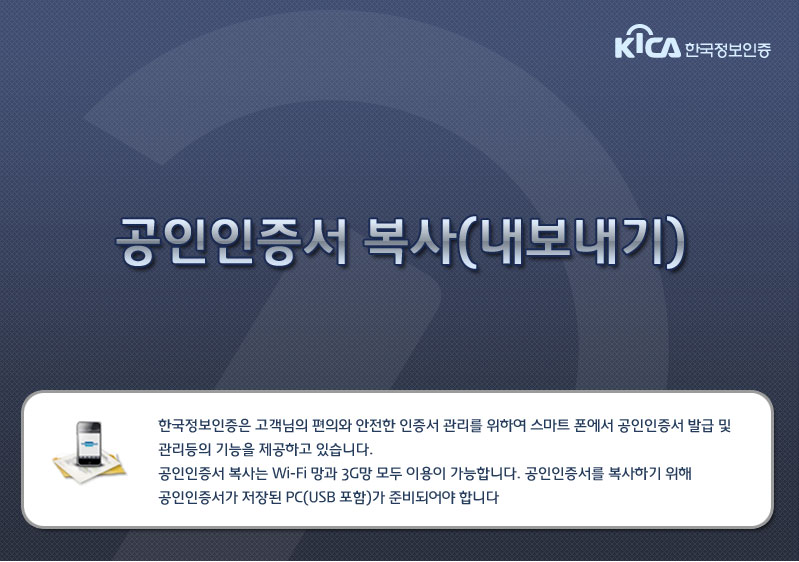 KICA 한국정보인증
공인인증서 복사(내보내기)
한국정보인증은 고객님의 편의와 안전한 인증서 관리를 위하여 스마트 폰에서 공인인증서 발급 및
관리등의 기능을 제공하고 있습니다.
공인인증서 복사는 Wi-Fi 망과 3G망 모두 이용이 가능합니다. 공인인증서를 복사하기 위해
공인인증서가 저장된 PC(USB 포함)가 준비되어야 합니다